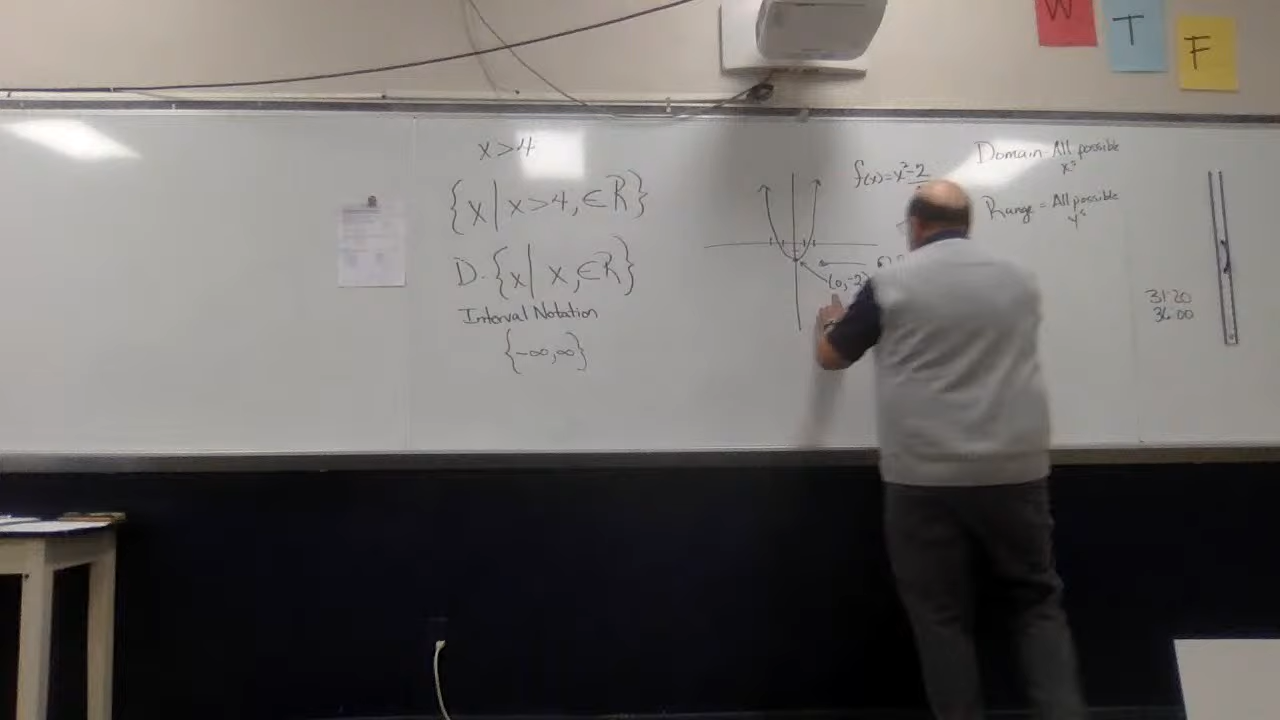 W T F
x>4
{x|x>4,∈R}
D-{x|x,∈R}
Interval Notation
{-∞,∞}
f(x)=x²-2
(0,-2)
Domain-All possible
x's
Range = All possible
y's
31-20
36-00